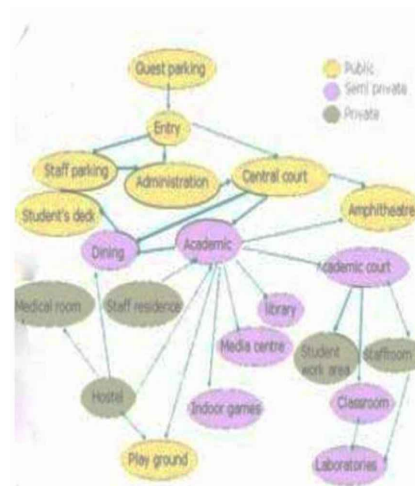 Guest parking
Public
Semi private
Private
Entry
Staff parking
Administration
Central court
Student's deck
Amphitheatre
Dining
Academic
Academic court
Medical room
Staff residence
library
Media centre
Student
work area
Staffroom
Hostel
Indoor games
Classroom
Play ground
Laboratories